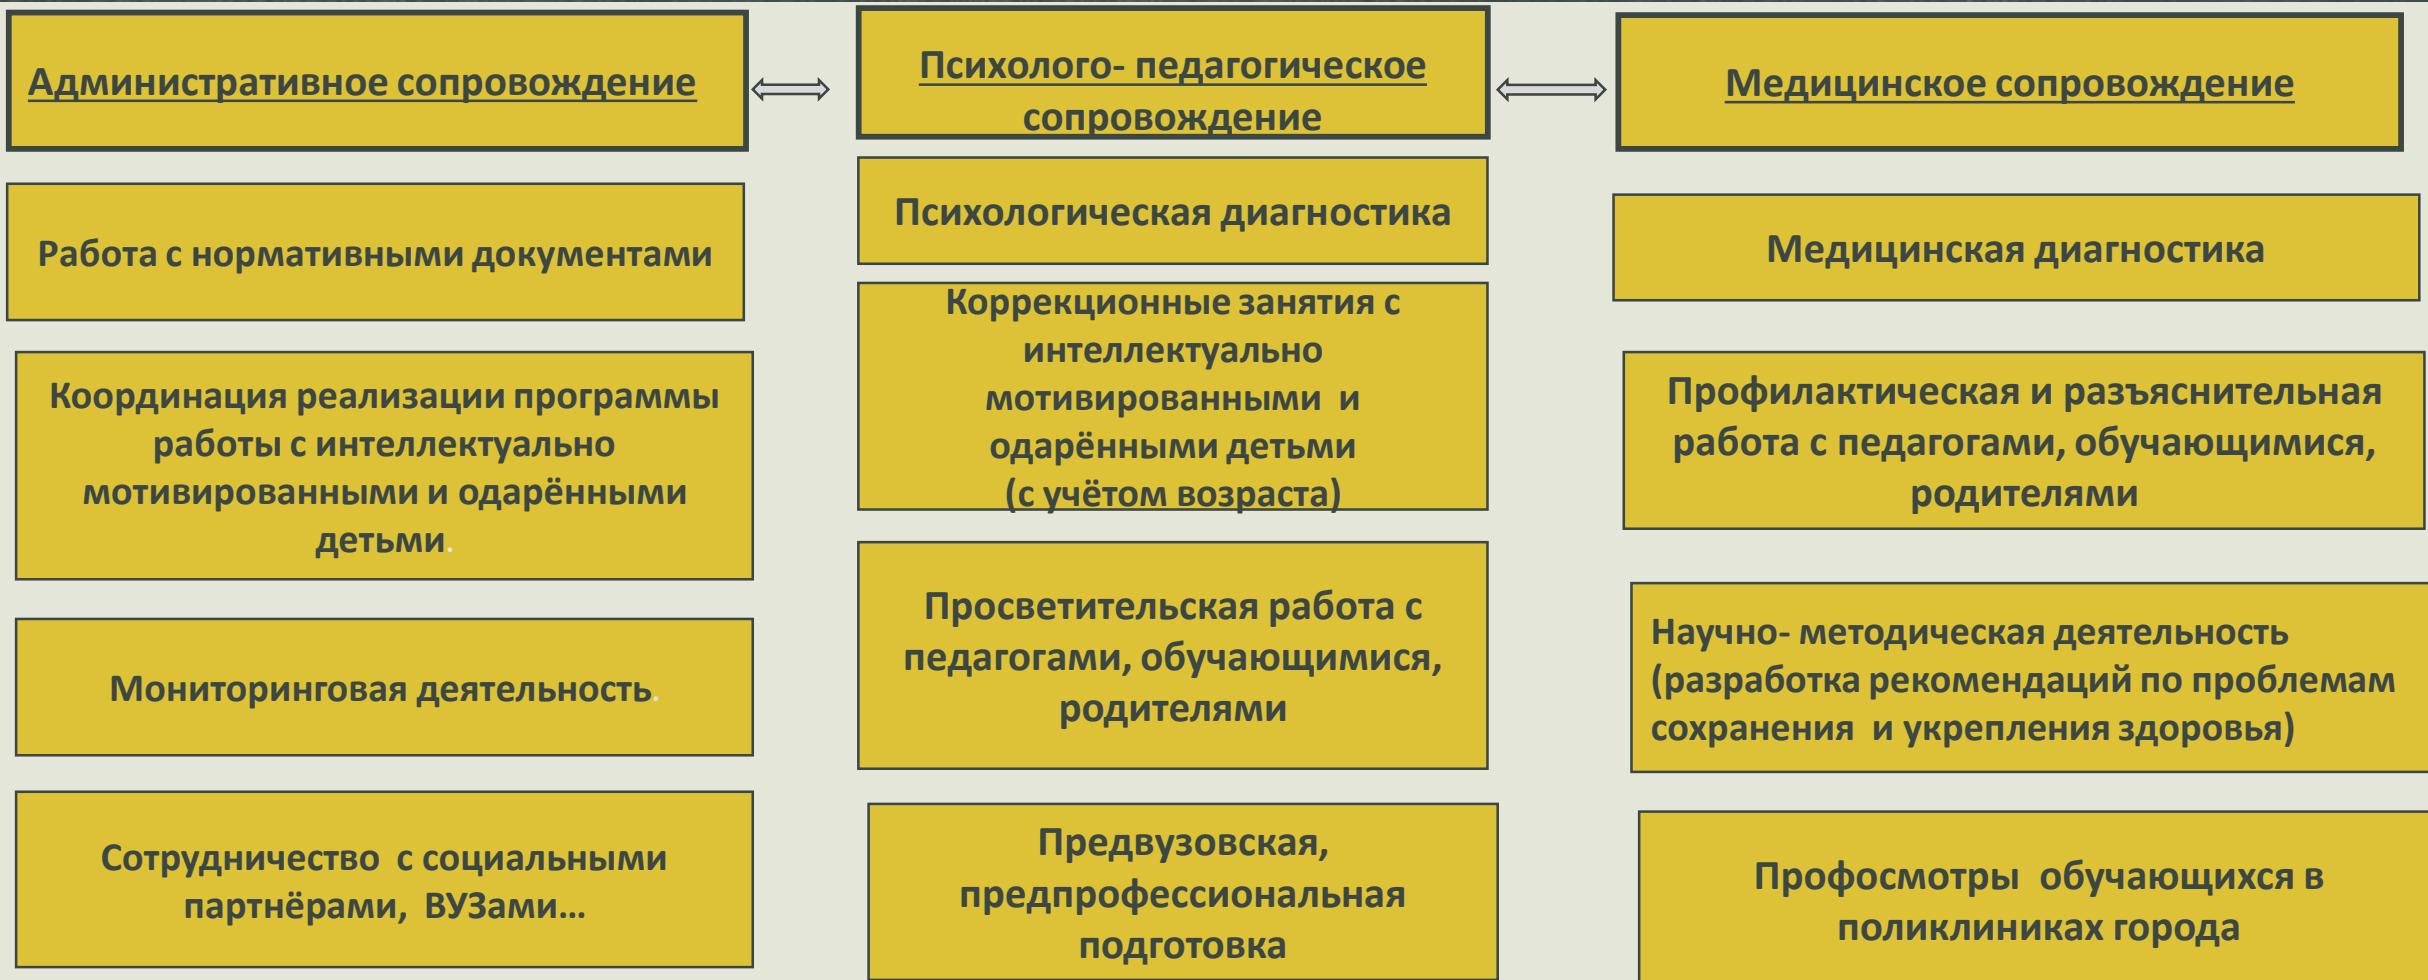 Административное сопровождение
Работа с нормативными документами
Координация реализации программы
работы с интеллектуально
мотивированными и одарёнными
детьми.
Мониторинговая деятельность.
Сотрудничество с социальными
партнёрами, ВУЗами...
Психолого- педагогическое
сопровождение
Психологическая диагностика
Коррекционные занятия с
интеллектуально
мотивированными и
одарёнными детьми
(с учётом возраста)
Просветительская работа с
педагогами, обучающимися,
родителями
Предвузовская,
предпрофессиональная
подготовка
Медицинское сопровождение
Медицинская диагностика
Профилактическая и разъяснительная
работа с педагогами, обучающимися,
родителями
Научно- методическая деятельность
(разработка рекомендаций по проблемам
сохранения и укрепления здоровья)
Профосмотры обучающихся в
поликлиниках города